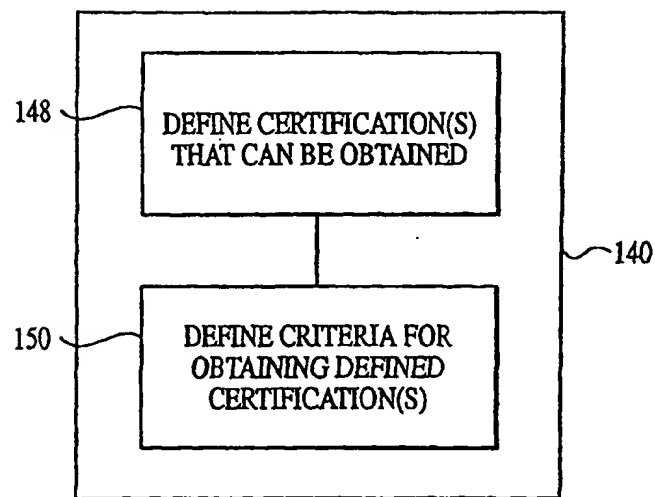 148
DEFINE CERTIFICATION(S)
THAT CAN BE OBTAINED
140
150
DEFINE CRITERIA FOR
OBTAINING DEFINED
CERTIFICATION(S)